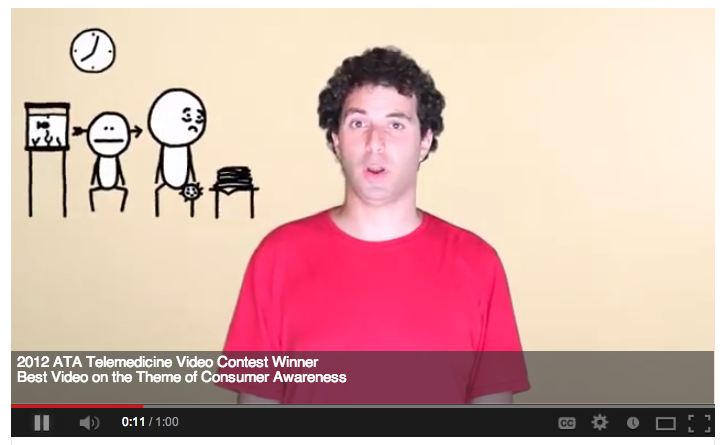 2012 ATA Telemedicine Video Contest Winner
Best Video on the Theme of Consumer Awareness
0:11 / 1:00
CC